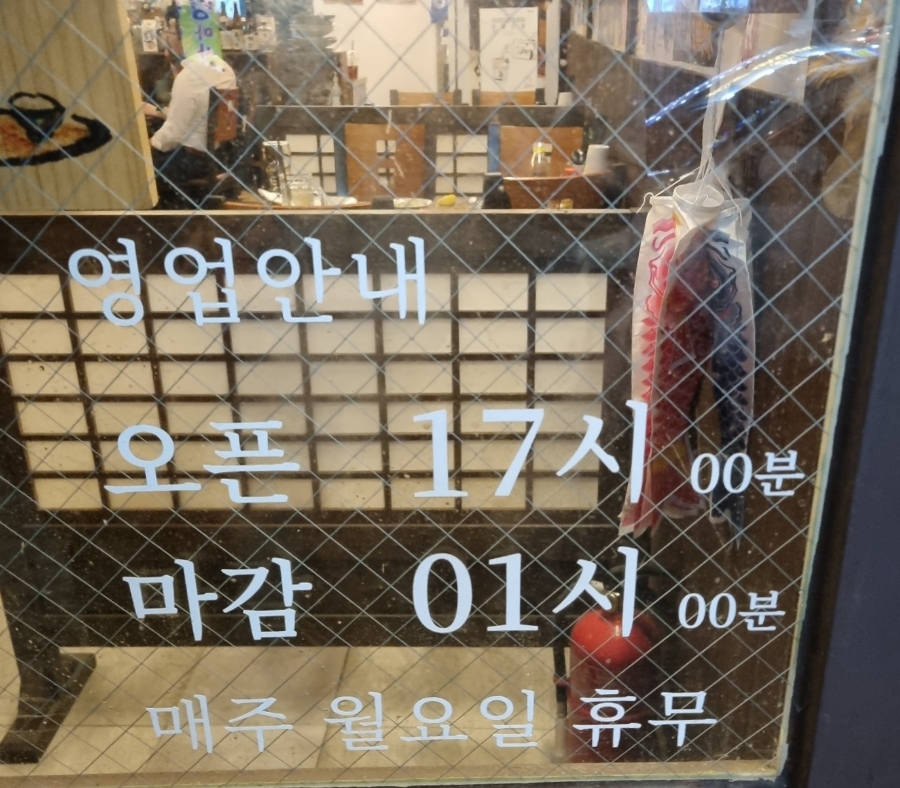 영업안내
오픈 17시 00분
마감 01시 00분
매주 월요일 휴무